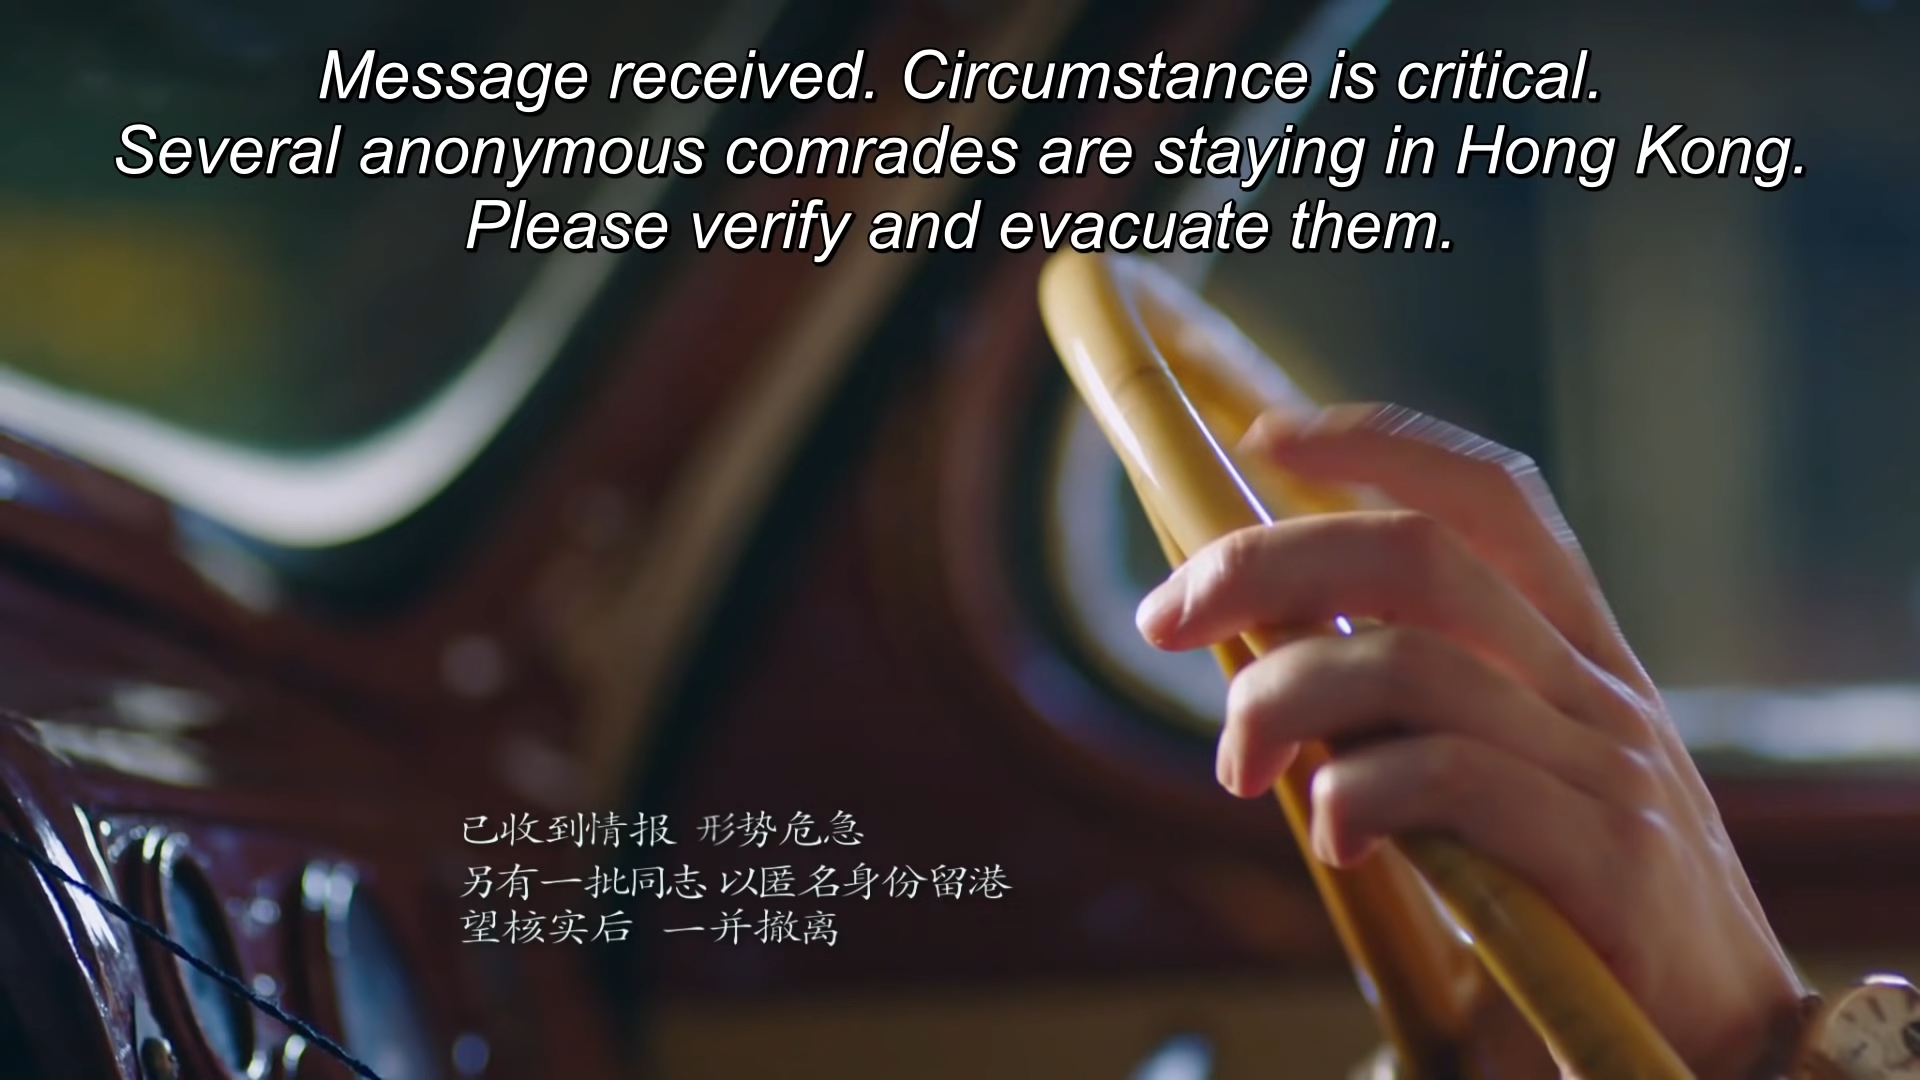 Message received. Circumstance is critical.
Several anonymous comrades are staying in Hong Kong.
Please verify and evacuate them.
已收到情报 形势危急
另有一批同志 以匿名身份留港
望核实后 一并撤离